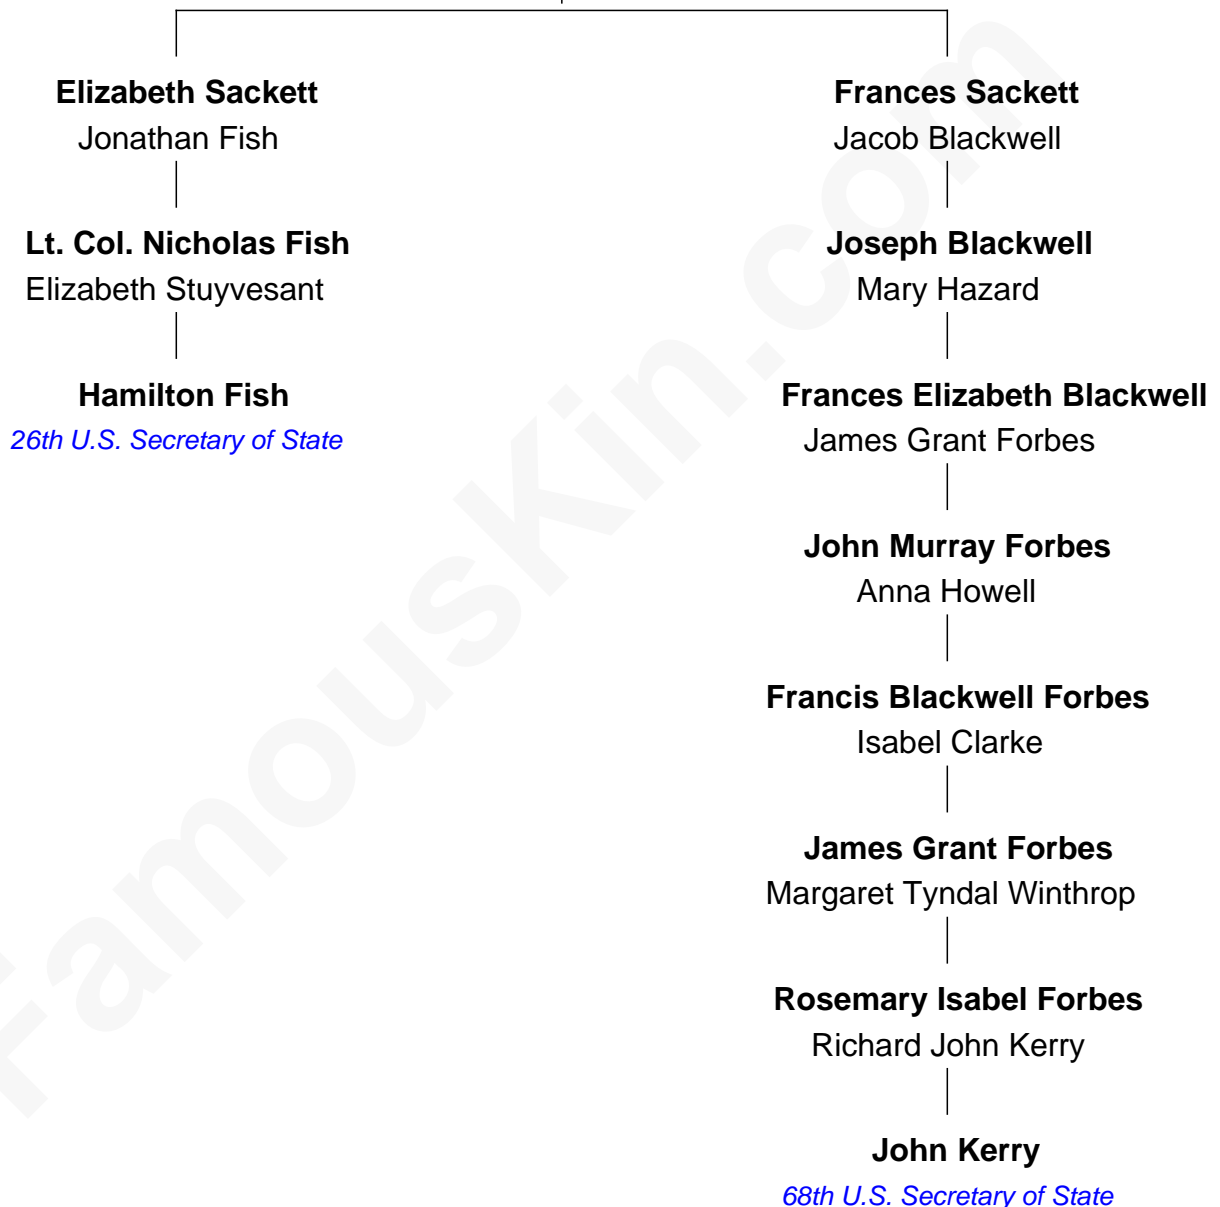 Elizabeth Sackett
Jonathan Fish
Lt. Col. Nicholas Fish
Elizabeth Stuyvesant
Hamilton Fish
26th U.S. Secretary of State
Frances Sackett
Jacob Blackwell
Joseph Blackwell
Mary Hazard
Frances Elizabeth Blackwell
James Grant Forbes
John Murray Forbes
Anna Howell
Francis Blackwell Forbes
Isabel Clarke
James Grant Forbes
Margaret Tyndal Winthrop
Rosemary Isabel Forbes
Richard John Kerry
John Kerry
68th U.S. Secretary of State
FamousKin.com